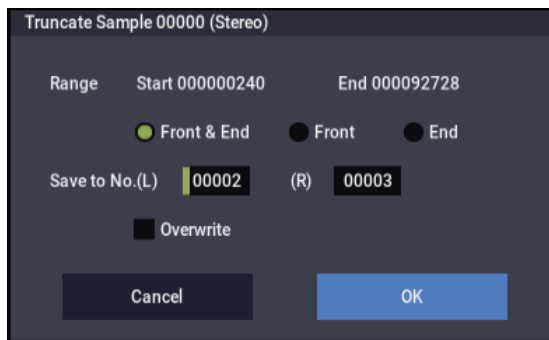 Truncate Sample 00000 (Stereo)
Range Start 000000240 End 000092728
Front & End Front End
Save to No.(L) 00002 (R) 00003
Overwrite
Cancel OK